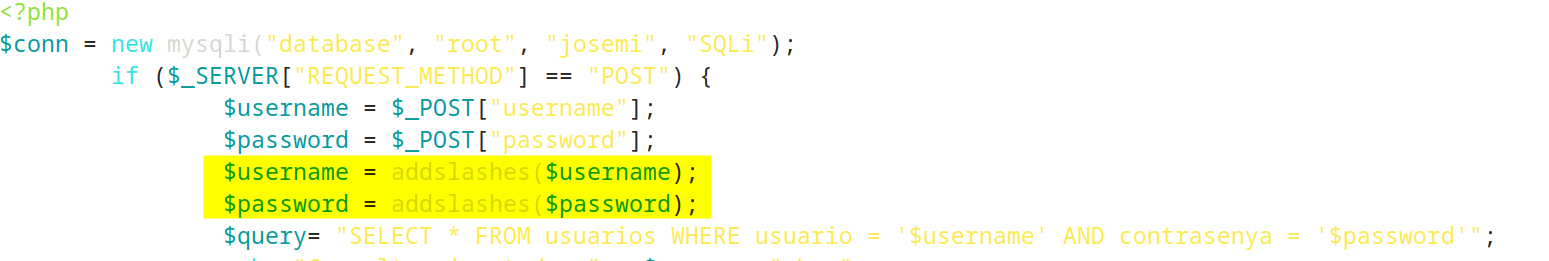 <?php
$conn = new mysqli("database", "root", "josemi", "SQLi");
if ($_SERVER["REQUEST_METHOD"] == "POST") {
$username = $_POST["username"];
$password = $_POST["password"];
$username = addslashes($username);
$password = addslashes($password);
$query= "SELECT * FROM usuarios WHERE usuario = '$username' AND contrasenya = '$password'";